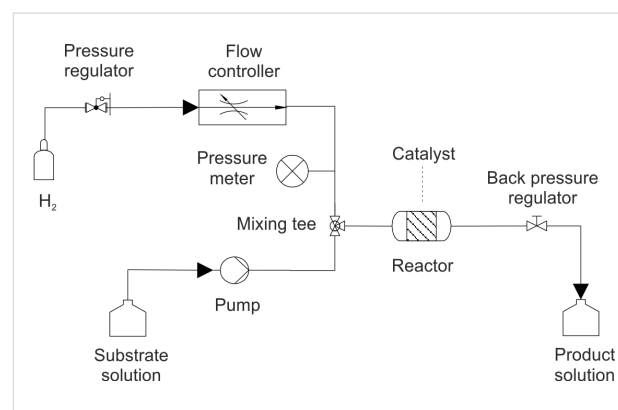 Pressure
regulator
Flow
controller
H₂
Pressure
meter
Catalyst
Back pressure
regulator
Mixing tee
Reactor
Pump
Substrate
solution
Product
solution